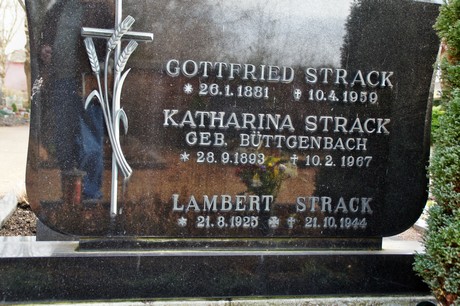 GOTTFRIED STRACK
* 26.1.1881 ✝ 10.4.1959
KATHARINA STRACK
GEB. BÜTTGENBACH
* 28.9.1893 ✝ 10.2.1967
LAMBERT STRACK
* 21.8.1925 ✠ ✝ 21.10.1944